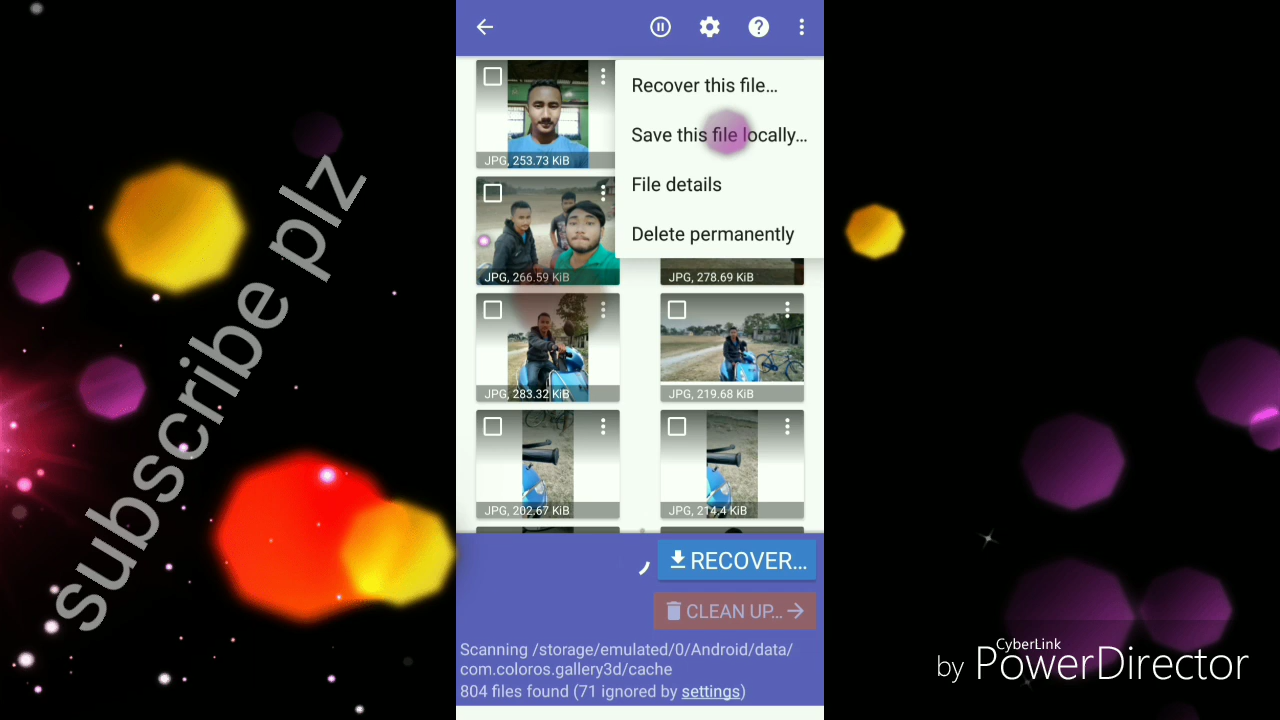 subscribe plz
Recover this file...
Save this file locally...
File details
Delete permanently
JPG, 253.73 KiB
JPG, 266.59 KiB
JPG, 278.69 KiB
JPG, 283.32 KiB
JPG, 219.68 KiB
JPG, 202.67 KiB
JPG, 214.4 KiB
RECOVER...
CLEAN UP...
Scanning /storage/emulated/0/Android/data/
com.coloros.gallery3d/cache
804 files found (71 ignored by settings)
CyberLink
by PowerDirector